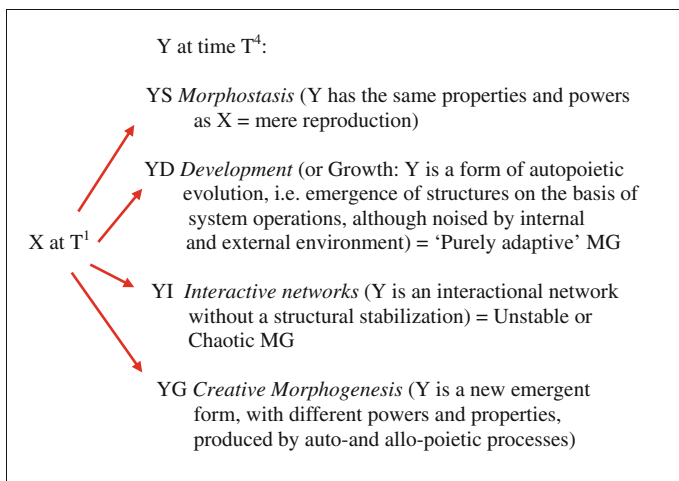 Y at time T⁴:
YS Morphostasis (Y has the same properties and powers
as X = mere reproduction)
YD Development (or Growth: Y is a form of autopoietic
evolution, i.e. emergence of structures on the basis of
system operations, although noised by internal
and external environment) = ‘Purely adaptive’ MG
X at T¹
YI Interactive networks (Y is an interactional network
without a structural stabilization) = Unstable or
Chaotic MG
YG Creative Morphogenesis (Y is a new emergent
form, with different powers and properties,
produced by auto-and allo-poietic processes)